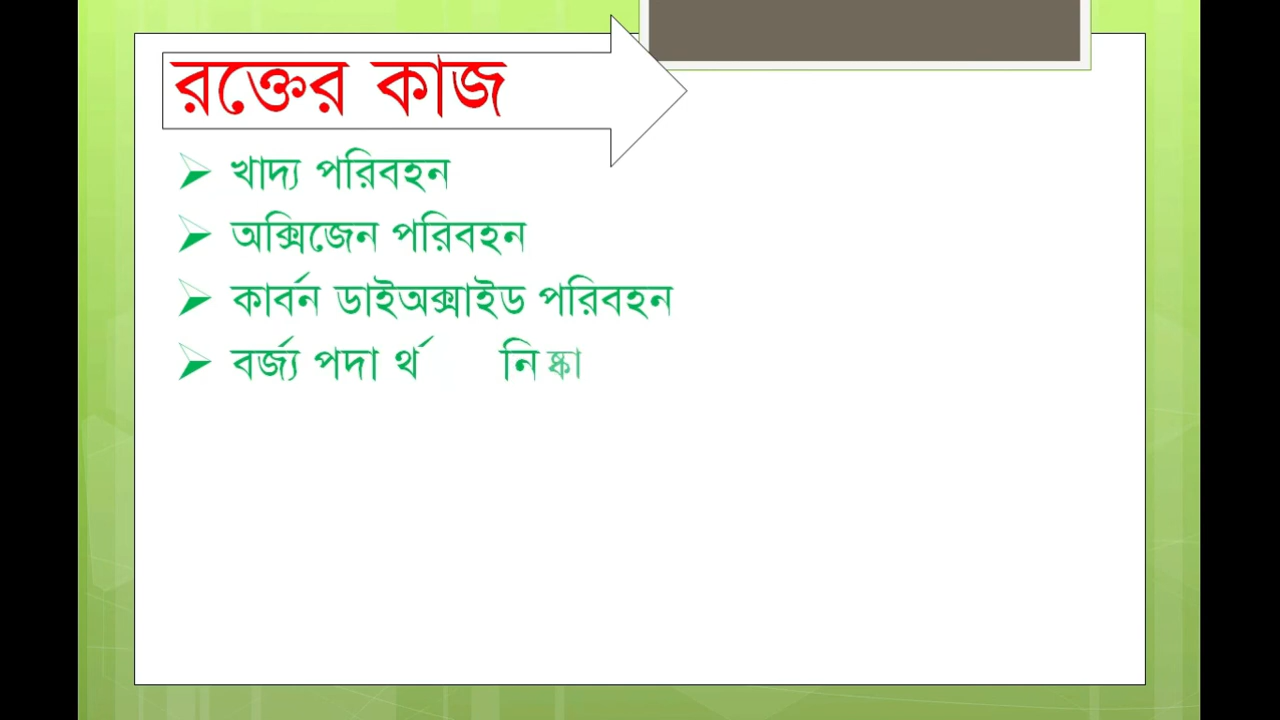 রক্তের কাজ
খাদ্য পরিবহন
অক্সিজেন পরিবহন
কার্বন ডাইঅক্সাইড পরিবহন
বর্জ্য পদার্থ নিষ্কা